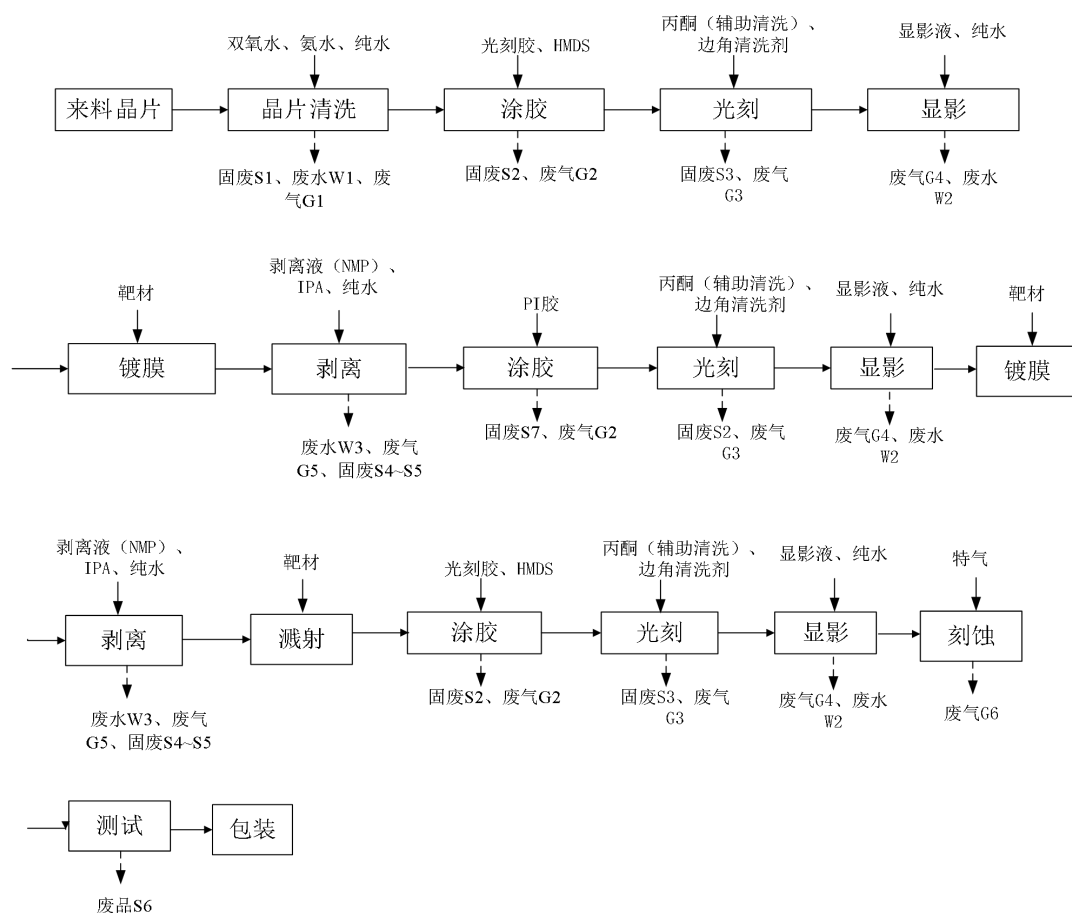 双氧水、氨水、纯水
光刻胶、HMDS
丙酮（辅助清洗）、
边角清洗剂
显影液、纯水
来料晶片
晶片清洗
涂胶
光刻
显影
固废S1、废水W1、废
气G1
固废S2、废气G2
固废S3、废气
G3
废气G4、废水
W2
靶材
剥离液（NMP）、
IPA、纯水
PI胶
丙酮（辅助清洗）、
边角清洗剂
显影液、纯水
靶材
镀膜
剥离
涂胶
光刻
显影
镀膜
废水W3、废气
G5、固废S4~S5
固废S7、废气G2
固废S2、废气
G3
废气G4、废水
W2
剥离液（NMP）、
IPA、纯水
靶材
光刻胶、HMDS
丙酮（辅助清洗）、
边角清洗剂
显影液、纯水
特气
剥离
溅射
涂胶
光刻
显影
刻蚀
废水W3、废气
G5、固废S4~S5
固废S2、废气G2
固废S3、废气
G3
废气G4、废水
W2
废气G6
测试
包装
废品S6